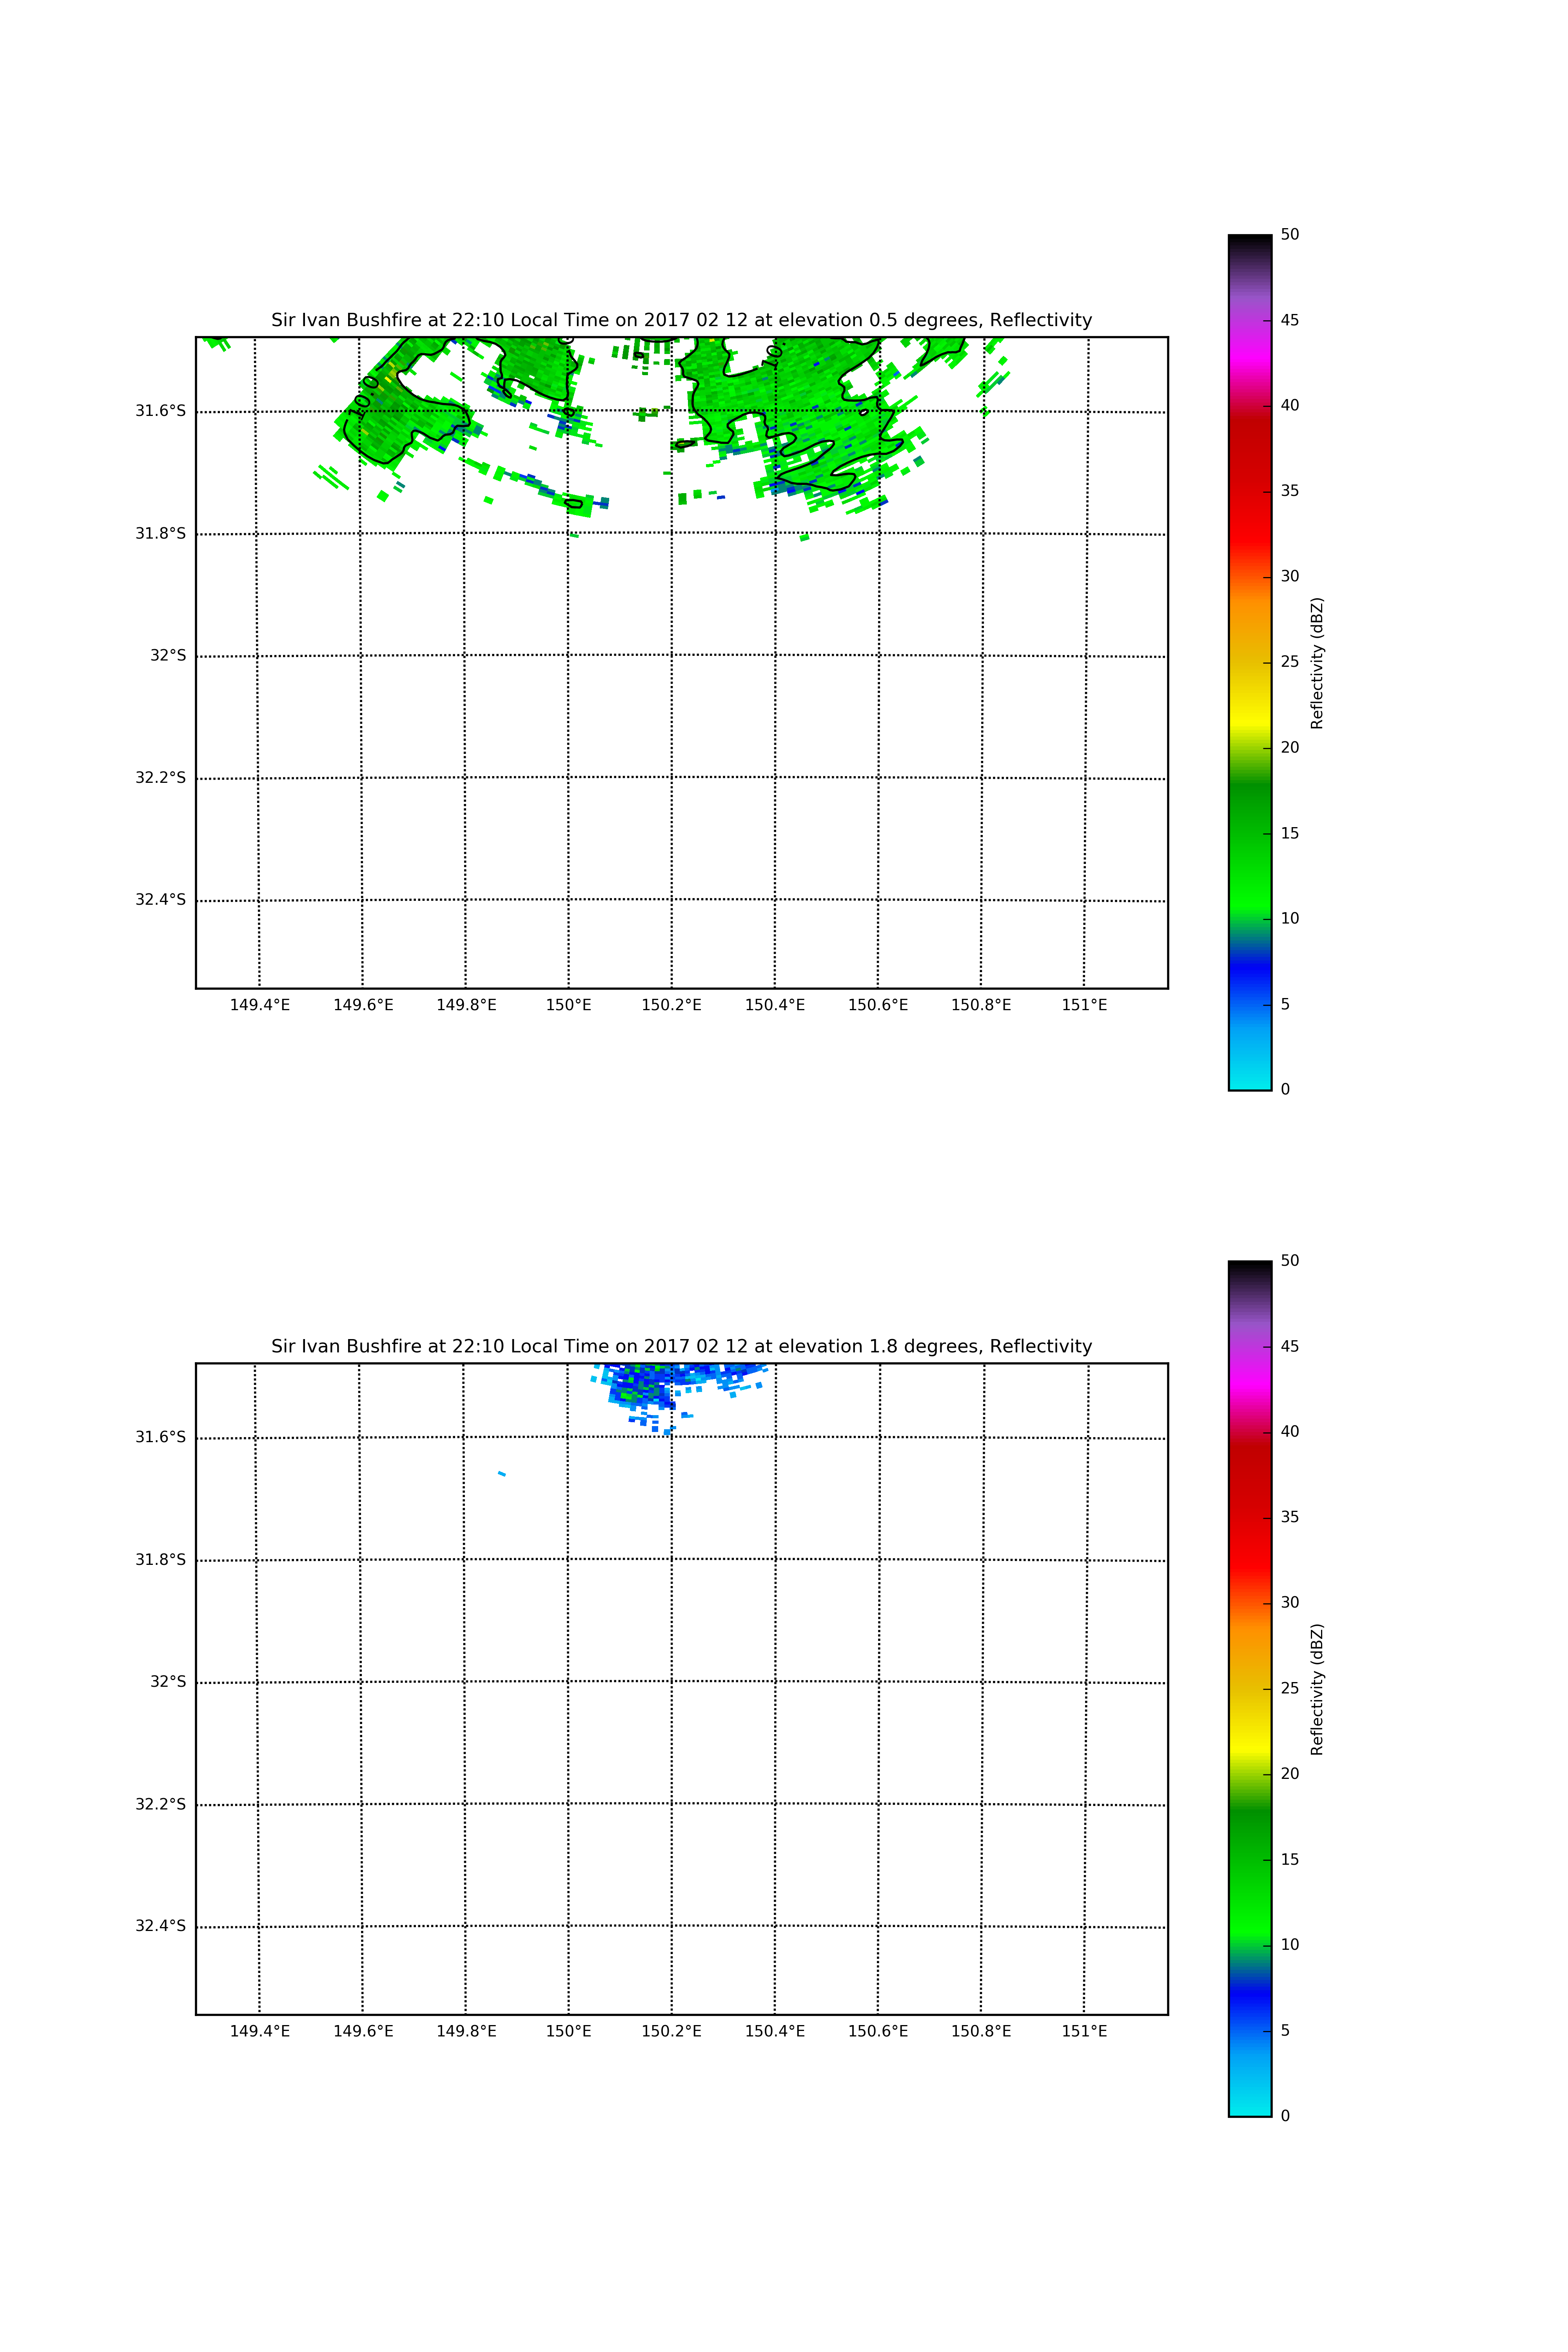 Sir Ivan Bushfire at 22:10 Local Time on 2017 02 12 at elevation 0.5 degrees, Reflectivity
10.0
10.
31.6°S
31.8°S
32°S
32.2°S
32.4°S
149.4°E 149.6°E 149.8°E 150°E 150.2°E 150.4°E 150.6°E 150.8°E 151°E
50
45
40
35
30
25
20
15
10
5
0
Reflectivity (dBZ)
Sir Ivan Bushfire at 22:10 Local Time on 2017 02 12 at elevation 1.8 degrees, Reflectivity
31.6°S
31.8°S
32°S
32.2°S
32.4°S
149.4°E 149.6°E 149.8°E 150°E 150.2°E 150.4°E 150.6°E 150.8°E 151°E
50
45
40
35
30
25
20
15
10
5
0
Reflectivity (dBZ)